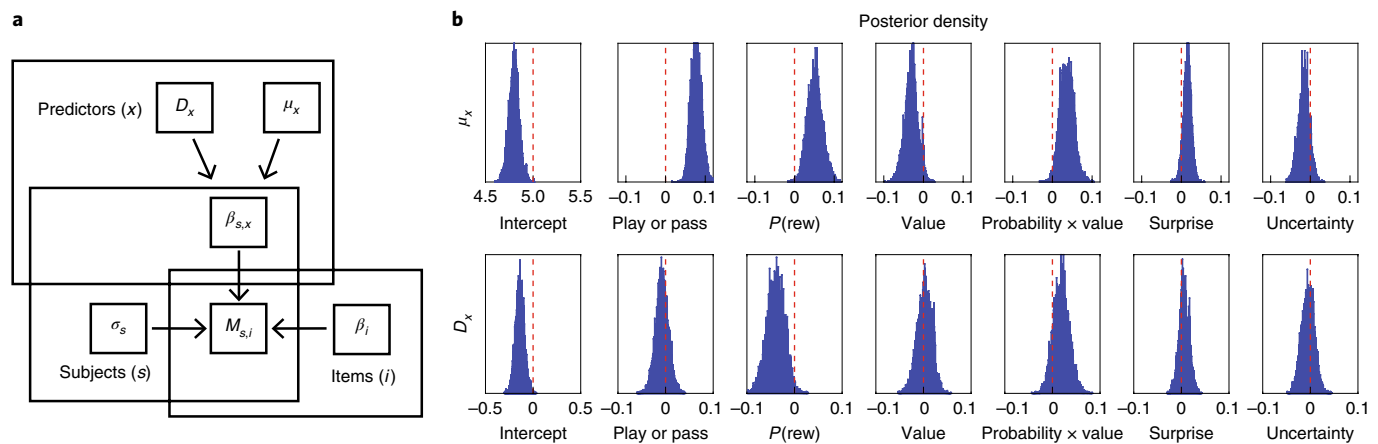 a
Predictors (x)
D_x
μ_x
β_s,x
σ_s
M_s,i
β_i
Subjects (s)
Items (i)
b
Posterior density
μ_x
4.6 5.0 5.5
−0.1 0 0.1
−0.1 0 0.1
−0.1 0 0.1
−0.1 0 0.1
−0.1 0 0.1
−0.1 0 0.1
Intercept
Play or pass
P(rew)
Value
Probability × value
Surprise
Uncertainty
D_x
−0.5 0 0.5
−0.1 0 0.1
−0.1 0 0.1
−0.1 0 0.1
−0.1 0 0.1
−0.1 0 0.1
−0.1 0 0.1
Intercept
Play or pass
P(rew)
Value
Probability × value
Surprise
Uncertainty